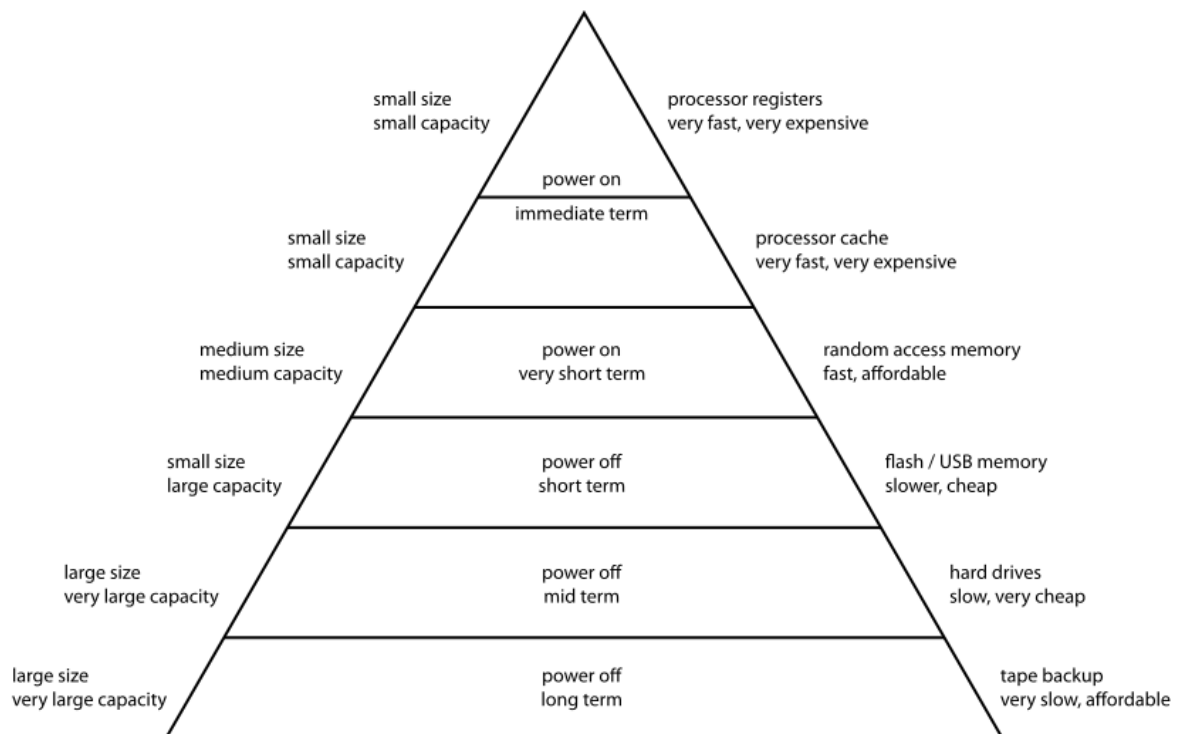 small size
small capacity
processor registers
very fast, very expensive
power on
immediate term
small size
small capacity
processor cache
very fast, very expensive
medium size
medium capacity
power on
very short term
random access memory
fast, affordable
small size
large capacity
power off
short term
flash / USB memory
slower, cheap
large size
very large capacity
power off
mid term
hard drives
slow, very cheap
large size
very large capacity
power off
long term
tape backup
very slow, affordable